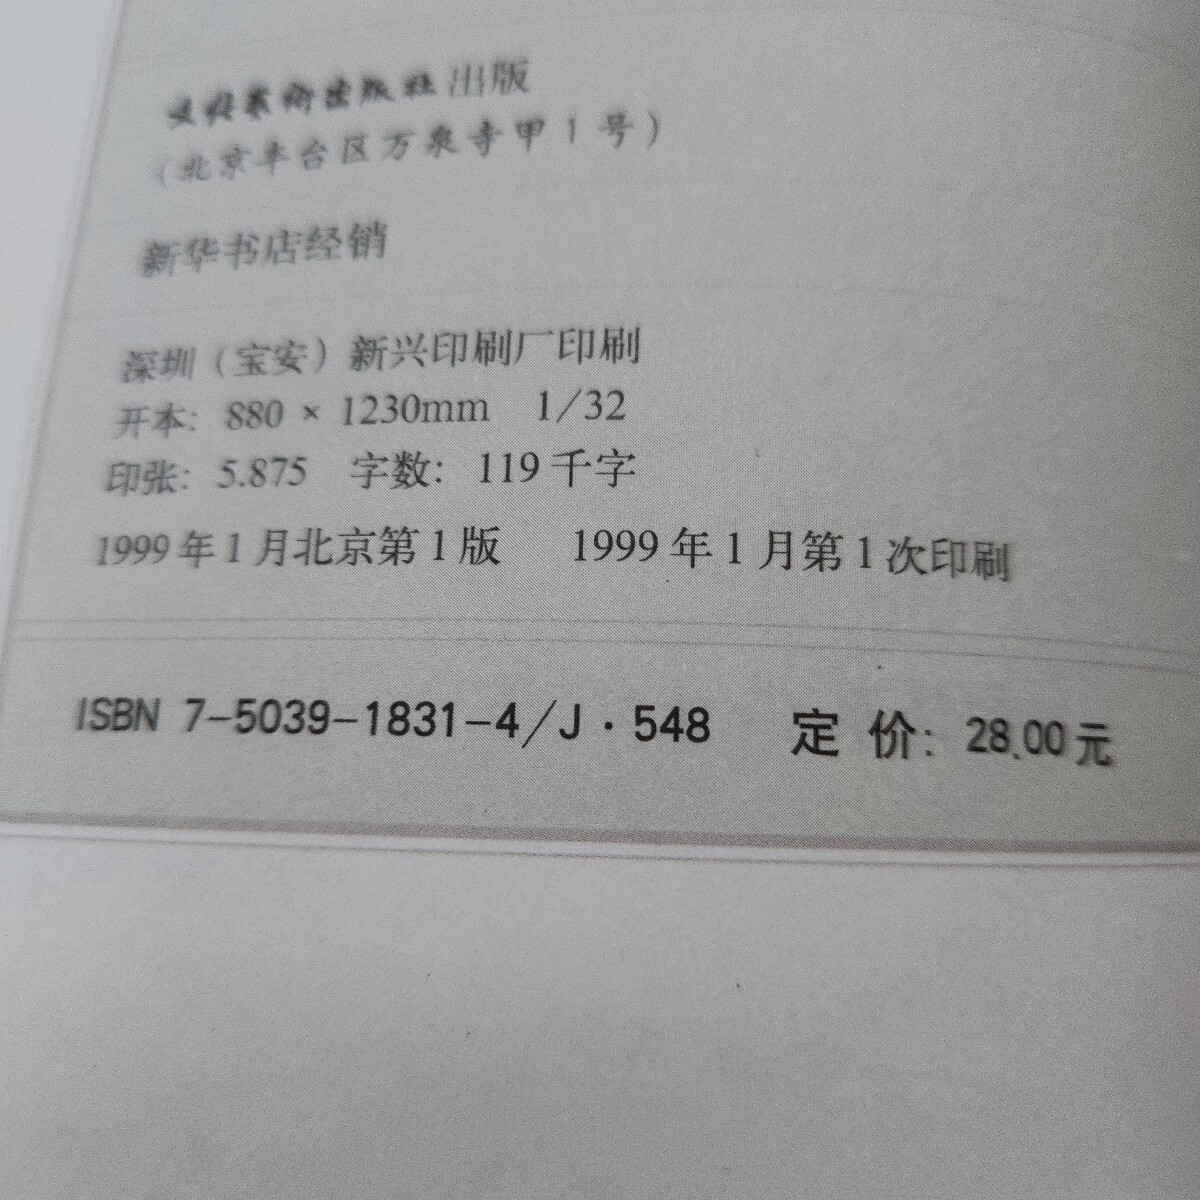 文化艺术出版社出版
(北京丰台区万泉寺甲1号)
新华书店经销
深圳（宝安）新兴印刷厂印刷
开本：880 × 1230mm 1/32
印张：5.875 字数：119千字
1999年1月北京第1版 1999年1月第1次印刷
ISBN 7-5039-1831-4/J·548 定价：28.00元